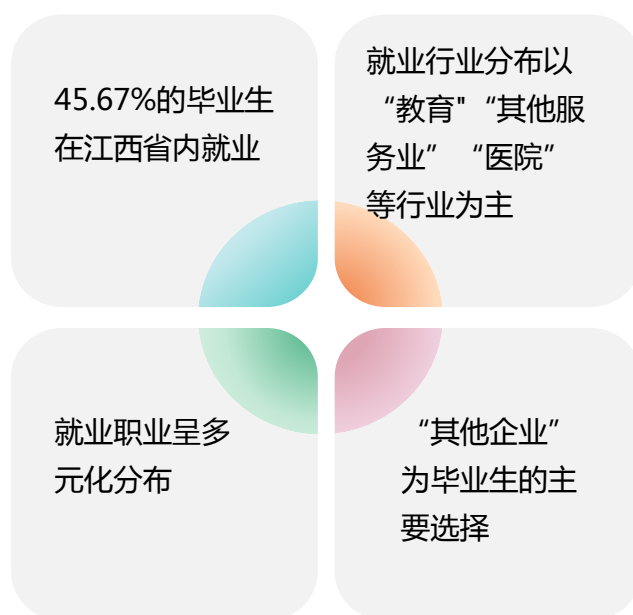 45.67%的毕业生
在江西省内就业
就业行业分布以
“教育"“其他服
务业”“医院”
等行业为主
就业职业呈多
元化分布
“其他企业”
为毕业生的主
要选择